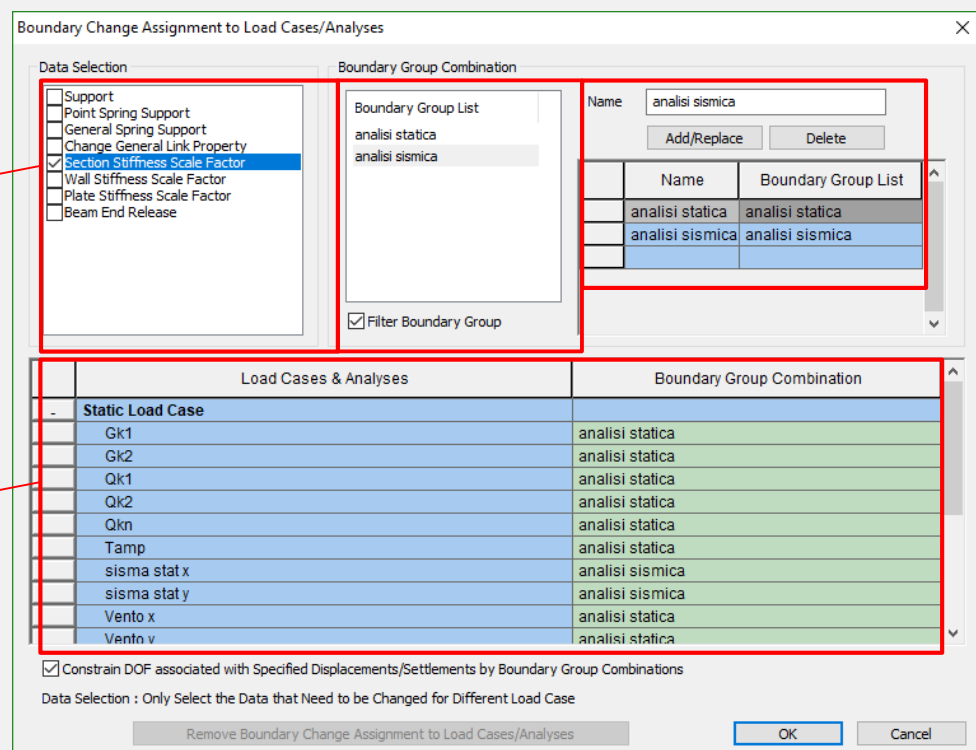 Boundary Change Assignment to Load Cases/Analyses
Data Selection
Support
Point Spring Support
General Spring Support
Change General Link Property
Section Stiffness Scale Factor
Wall Stiffness Scale Factor
Plate Stiffness Scale Factor
Beam End Release
Boundary Group Combination
Boundary Group List
analisi statica
analisi sismica
Filter Boundary Group
Name analisi sismica
Add/Replace Delete
Name Boundary Group List
analisi statica analisi statica
analisi sismica analisi sismica
Load Cases & Analyses Boundary Group Combination
- Static Load Case
Gk1 analisi statica
Gk2 analisi statica
Qk1 analisi statica
Qk2 analisi statica
Qkn analisi statica
Tamp analisi statica
sisma stat x analisi sismica
sisma stat y analisi sismica
Vento x analisi statica
Vento y analisi statica
Constrain DOF associated with Specified Displacements/Settlements by Boundary Group Combinations
Data Selection : Only Select the Data that Need to be Changed for Different Load Case
Remove Boundary Change Assignment to Load Cases/Analyses OK Cancel